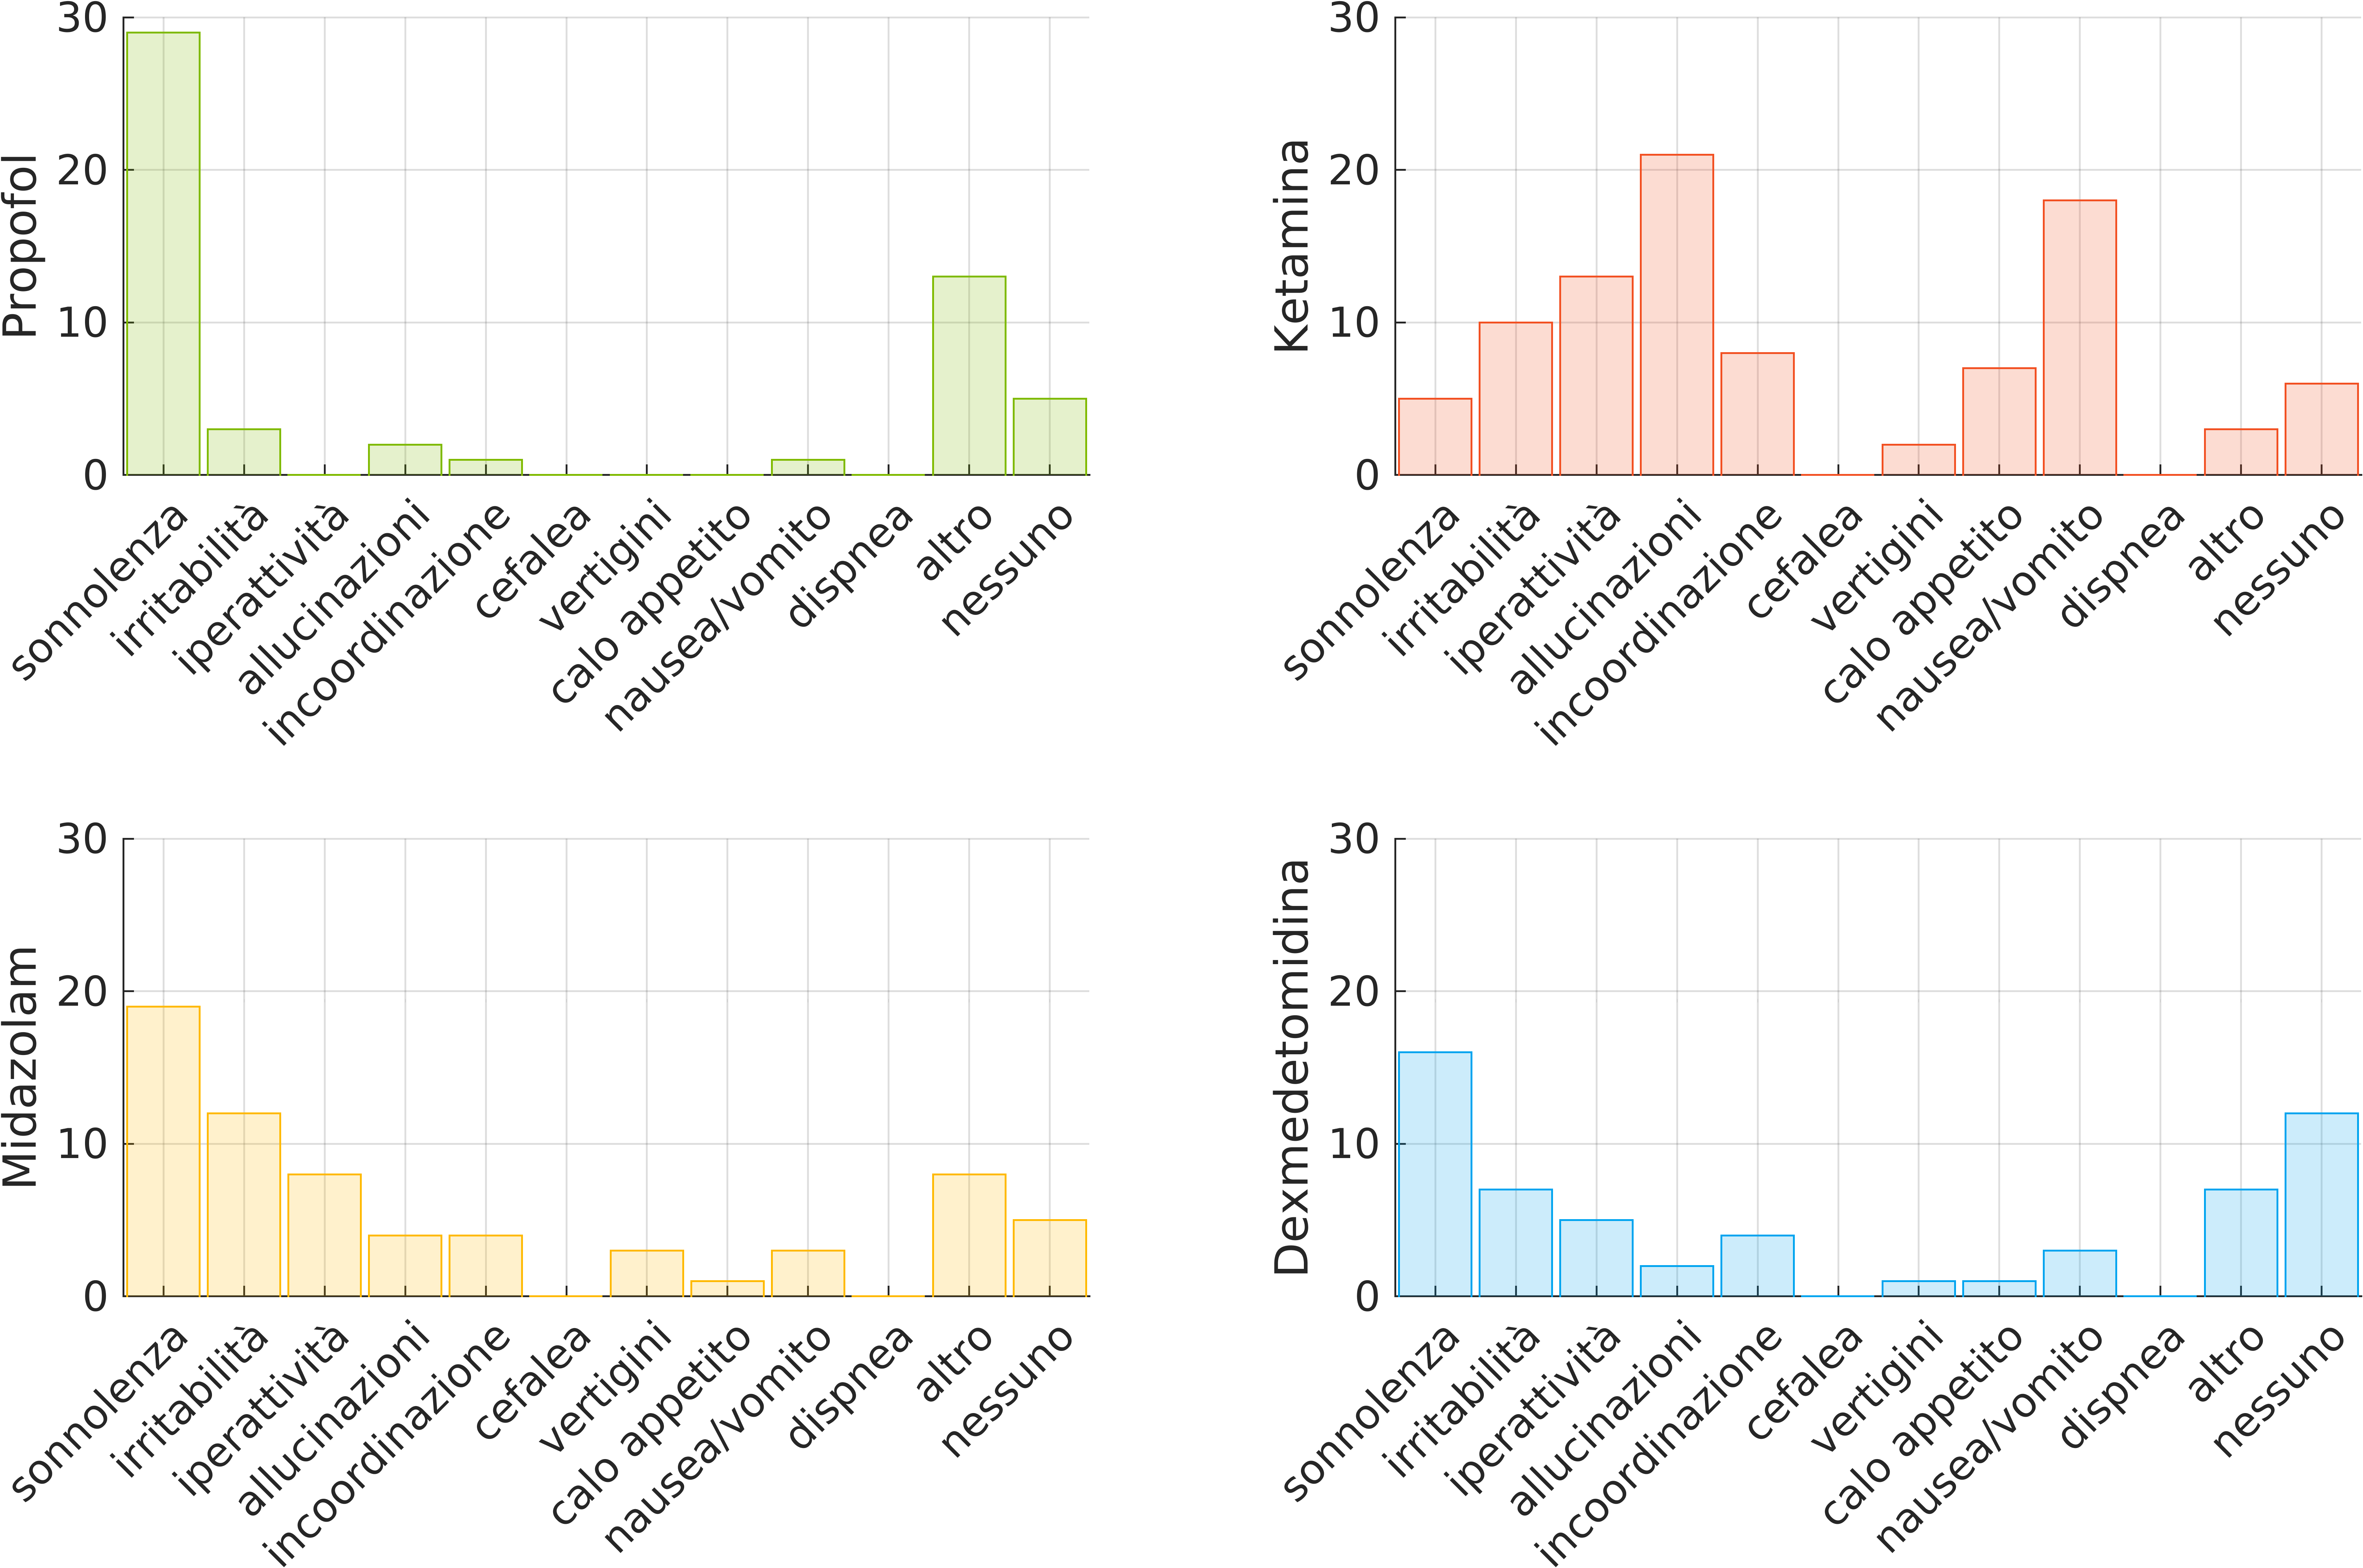 Propofol
30
20
10
0
sonnolenza
irritabilità
iperattività
allucinazioni
incoordinazione
cefalea
vertigini
calo appetito
nausea/vomito
dispnea
altro
nessuno
Ketamina
30
20
10
0
sonnolenza
irritabilità
iperattività
allucinazioni
incoordinazione
cefalea
vertigini
calo appetito
nausea/vomito
dispnea
altro
nessuno
Midazolam
30
20
10
0
sonnolenza
irritabilità
iperattività
allucinazioni
incoordinazione
cefalea
vertigini
calo appetito
nausea/vomito
dispnea
altro
nessuno
Dexmedetomidina
30
20
10
0
sonnolenza
irritabilità
iperattività
allucinazioni
incoordinazione
cefalea
vertigini
calo appetito
nausea/vomito
dispnea
altro
nessuno